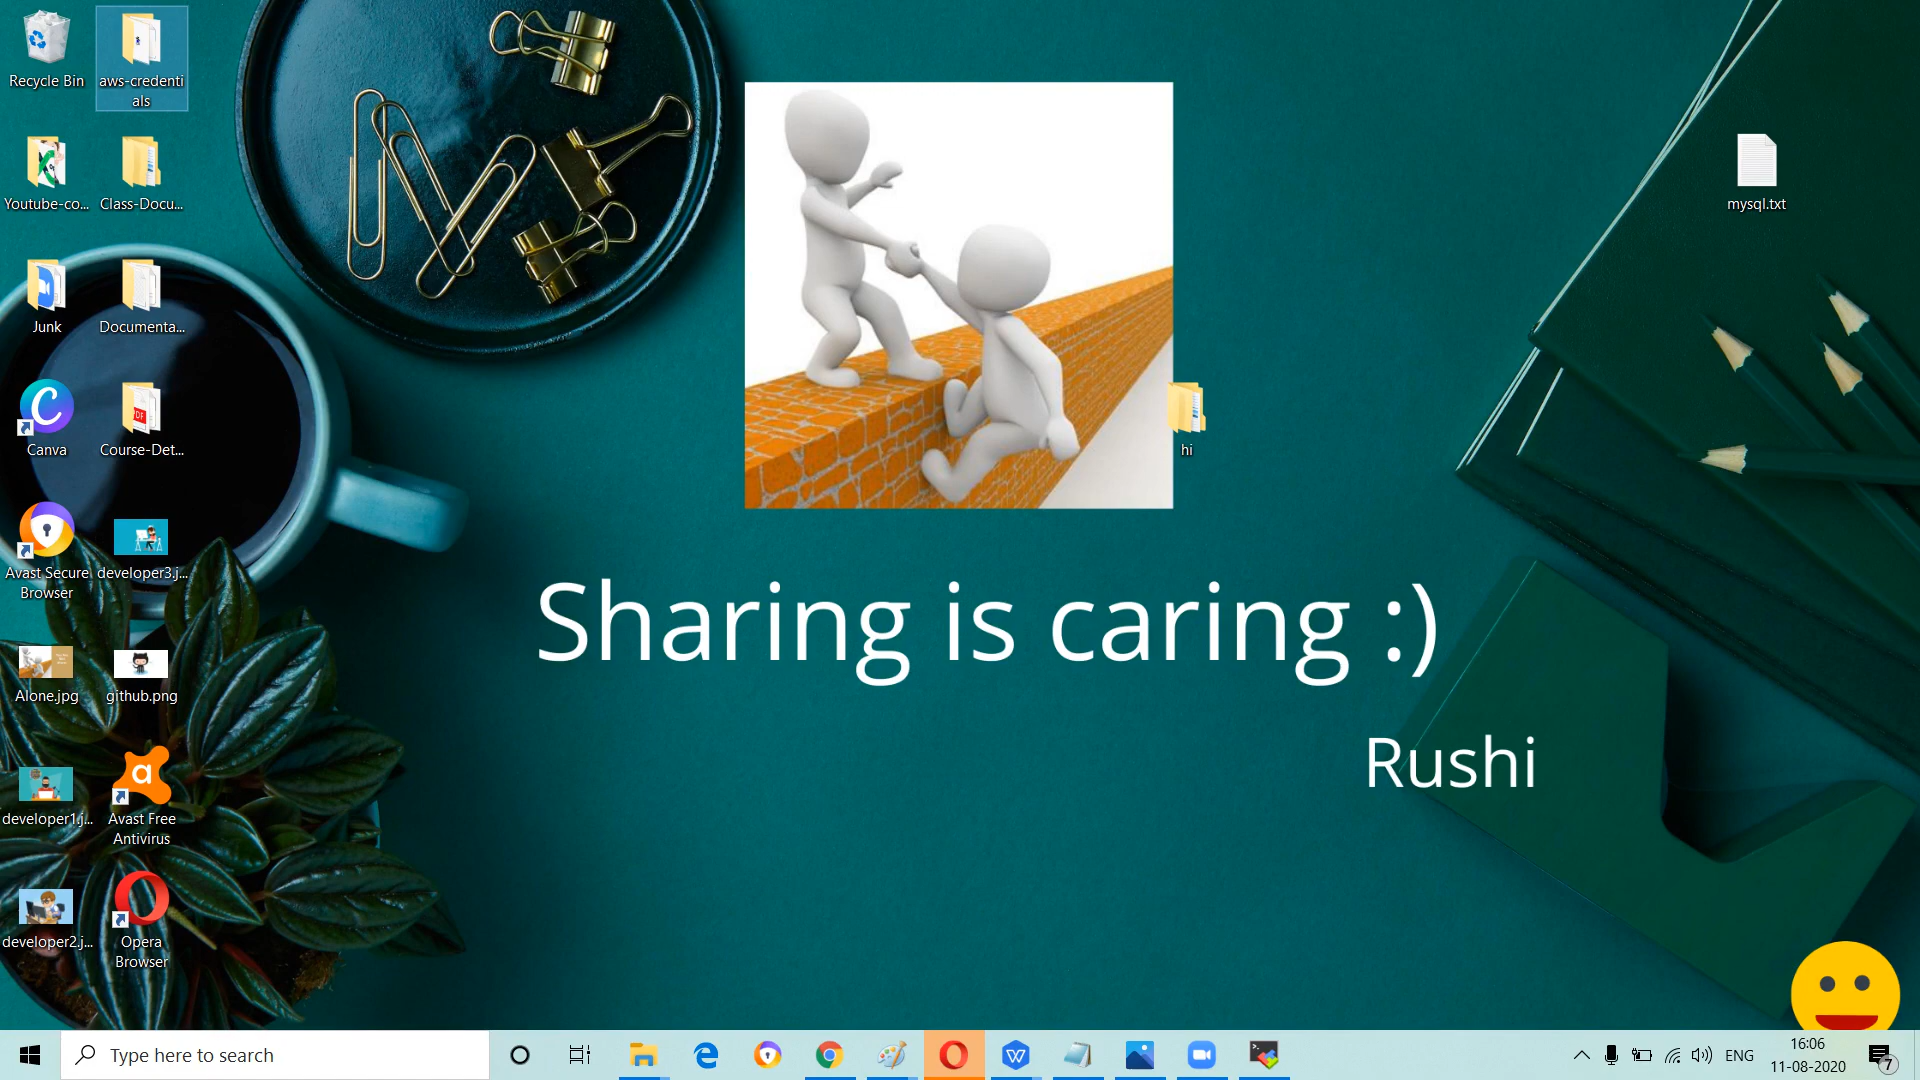 Recycle Bin
aws-credenti
als
Youtube-co...
Class-Docu...
mysql.txt
Junk
Documenta...
Canva
Course-Det...
PDF
hi
Avast Secure
Browser
developer3.j...
Alone.jpg
github.png
Sharing is caring :)
Rushi
developer1.j...
Avast Free
Antivirus
developer2.j...
Opera
Browser
Type here to search
ENG
16:06
11-08-2020
7